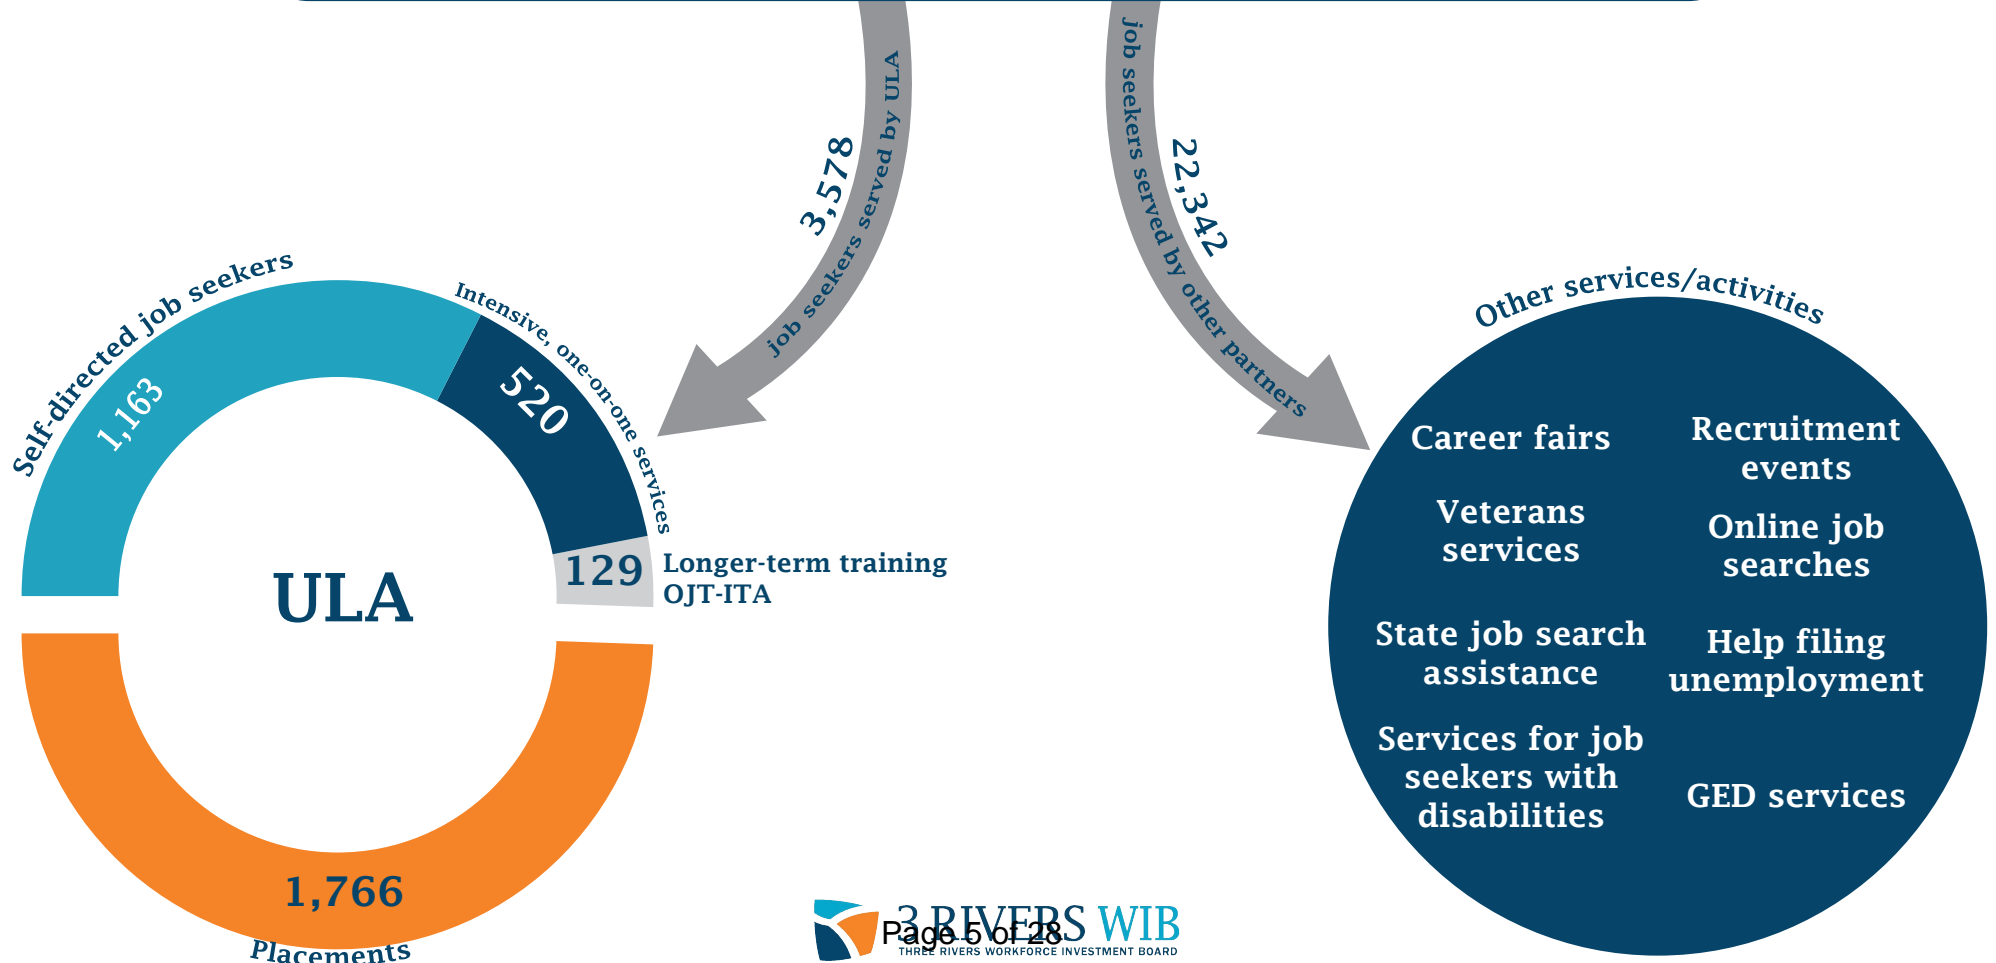 job seekers served by ULA
3,578
job seekers served by other partners
22,342
Self-directed job seekers
1,163
Intensive, one-on-one services
520
129
Longer-term training
OJT-ITA
ULA
1,766
Placements
Other services/activities
Career fairs
Recruitment
events
Veterans
services
Online job
searches
State job search
assistance
Help filing
unemployment
Services for job
seekers with
disabilities
GED services
3 RIVERS WIB
Page 5 of 28
THREE RIVERS WORKFORCE INVESTMENT BOARD